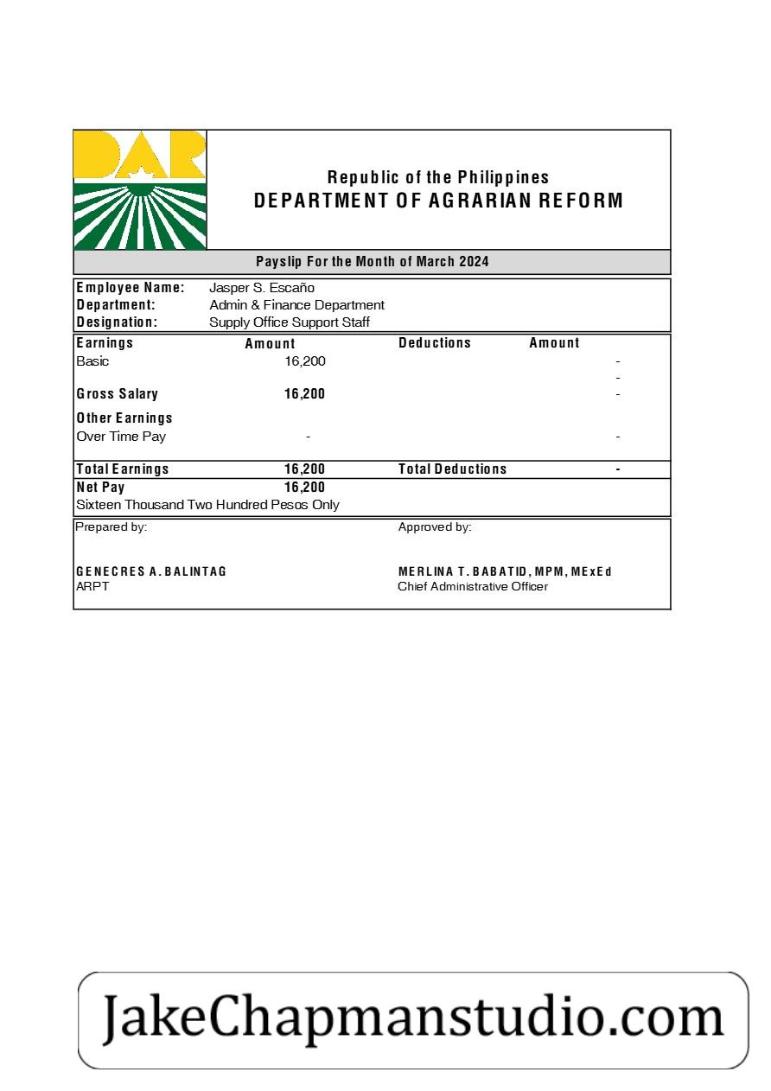 DAR
Republic of the Philippines
DEPARTMENT OF AGRARIAN REFORM
Payslip For the Month of March 2024
Employee Name: Jasper S. Escaño
Department: Admin & Finance Department
Designation: Supply Office Support Staff
Earnings Amount Deductions Amount
Basic 16,200 -
-
Gross Salary 16,200 -
Other Earnings
Over Time Pay - -
Total Earnings 16,200 Total Deductions -
Net Pay 16,200
Sixteen Thousand Two Hundred Pesos Only
Prepared by: Approved by:
GENECRES A. BALINTAG MERLINA T. BABATID, MPM, MExEd
ARPT Chief Administrative Officer
JakeChapmanstudio.com